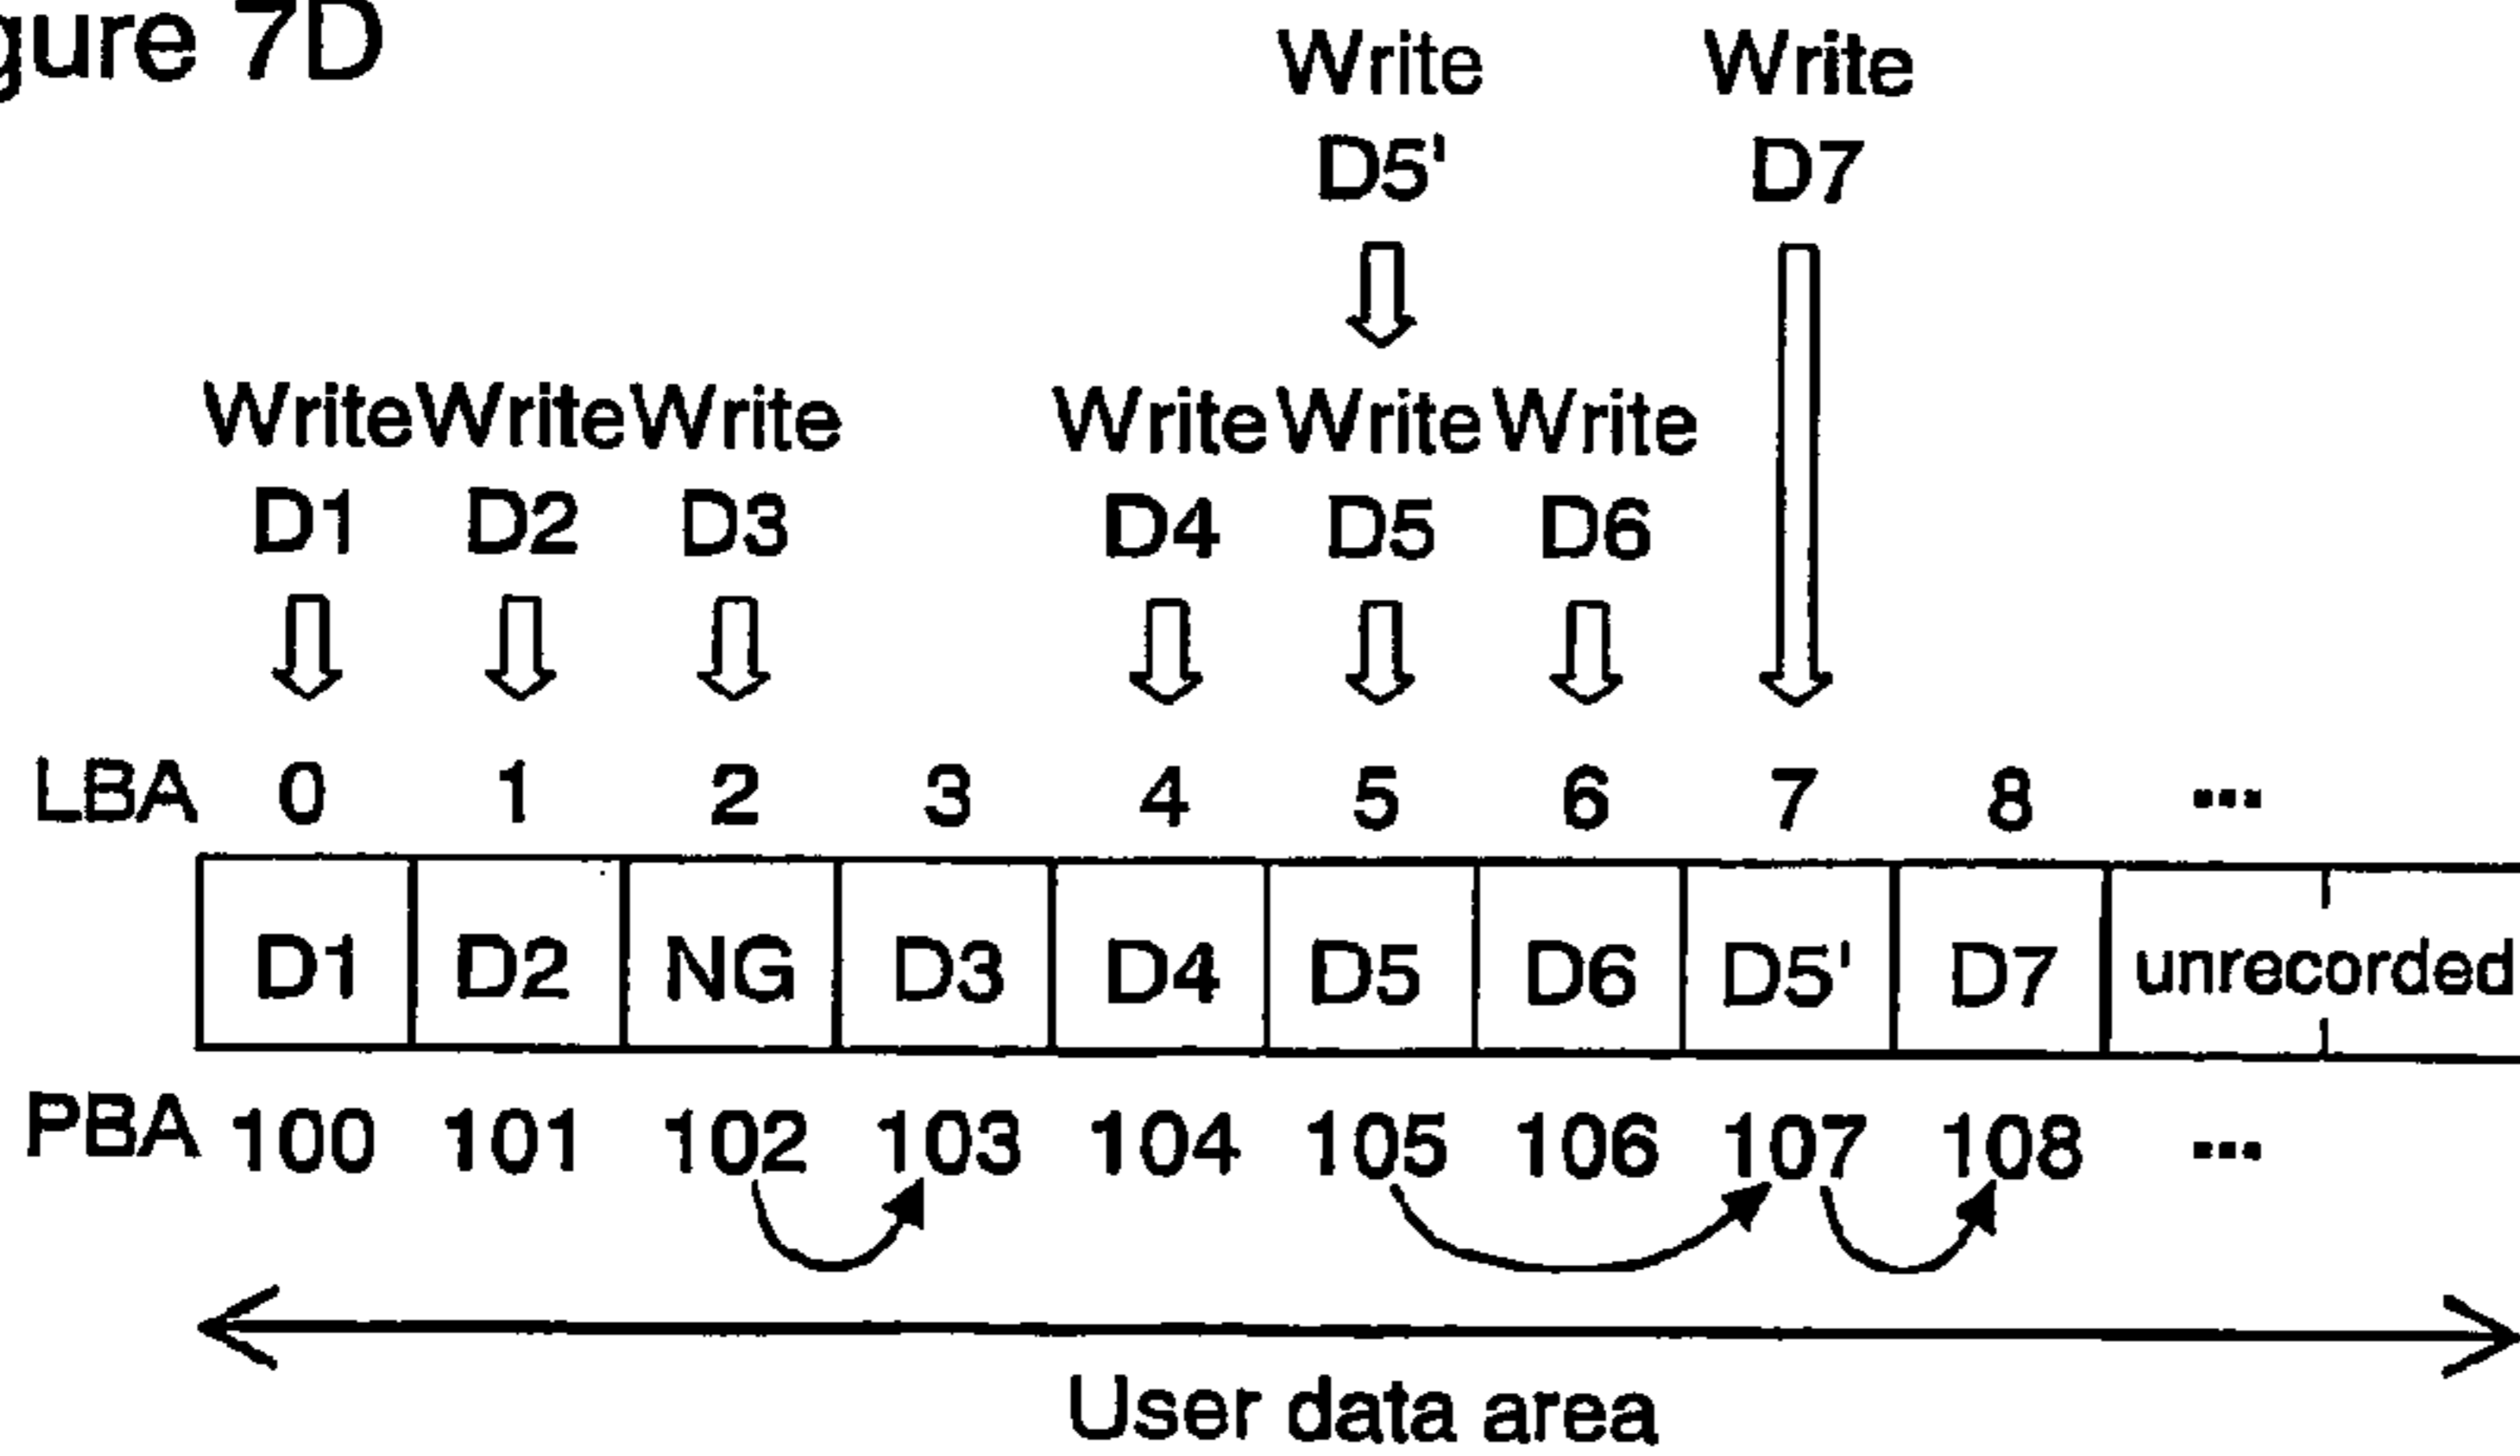 gure 7D
Write Write
D5' D7
Write Write Write Write Write Write
D1 D2 D3 D4 D5 D6
LBA 0 1 2 3 4 5 6 7 8 ...
D1 D2 NG D3 D4 D5 D6 D5' D7 unrecorded
PBA 100 101 102 103 104 105 106 107 108 ...
User data area